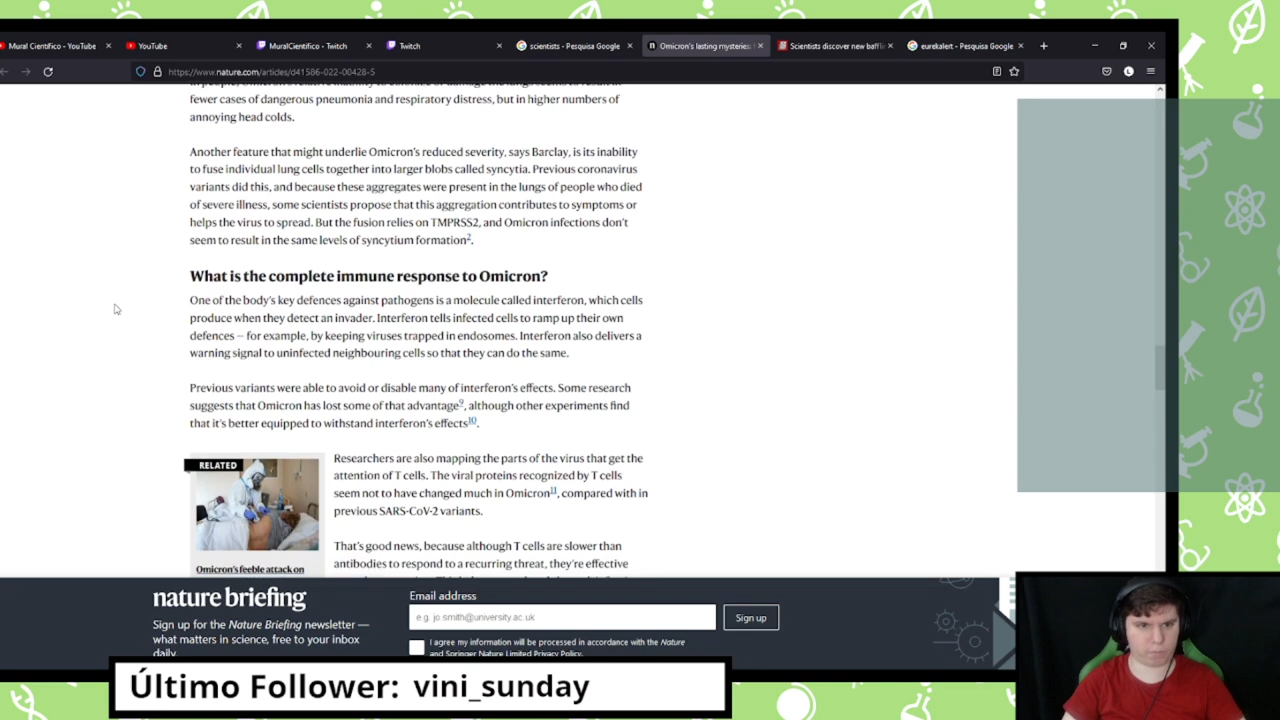 Mural Científico - YouTube
YouTube
MuralCientifico - Twitch
Twitch
scientists - Pesquisa Google
Omicron's lasting mysteries:
Scientists discover new baffl
eurekalert - Pesquisa Google
https://www.nature.com/articles/d41586-022-00428-5
fewer cases of dangerous pneumonia and respiratory distress, but in higher numbers of
annoying head colds.
Another feature that might underlie Omicron's reduced severity, says Barclay, is its inability
to fuse individual lung cells together into larger blobs called syncytia. Previous coronavirus
variants did this, and because these aggregates were present in the lungs of people who died
of severe illness, some scientists propose that this aggregation contributes to symptoms or
helps the virus to spread. But the fusion relies on TMPRSS2, and Omicron infections don't
seem to result in the same levels of syncytium formation2.
What is the complete immune response to Omicron?
One of the body's key defences against pathogens is a molecule called interferon, which cells
produce when they detect an invader. Interferon tells infected cells to ramp up their own
defences — for example, by keeping viruses trapped in endosomes. Interferon also delivers a
warning signal to uninfected neighbouring cells so that they can do the same.
Previous variants were able to avoid or disable many of interferon's effects. Some research
suggests that Omicron has lost some of that advantage9, although other experiments find
that it's better equipped to withstand interferon's effects10.
RELATED
Omicron's feeble attack on
Researchers are also mapping the parts of the virus that get the
attention of T cells. The viral proteins recognized by T cells
seem not to have changed much in Omicron11, compared with in
previous SARS-CoV-2 variants.
That's good news, because although T cells are slower than
antibodies to respond to a recurring threat, they're effective
nature briefing
Sign up for the Nature Briefing newsletter —
what matters in science, free to your inbox
daily.
Email address
e.g. jo.smith@university.ac.uk
Sign up
I agree my information will be processed in accordance with the Nature
and Springer Nature Limited Privacy Policy.
Último Follower: vini_sunday